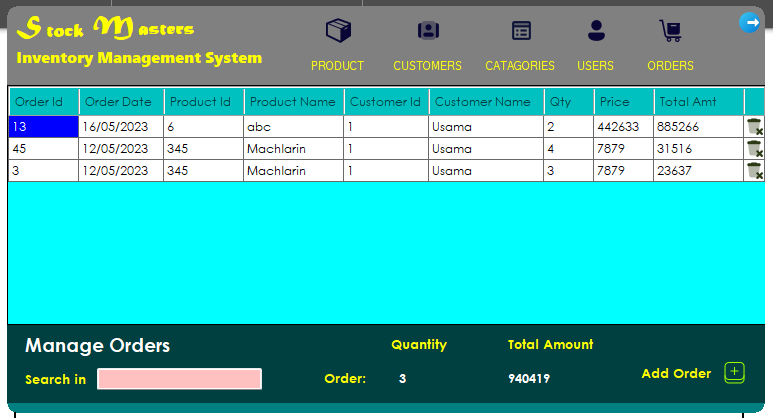 Stock Masters
Inventory Management System
PRODUCT CUSTOMERS CATAGORIES USERS ORDERS
Order Id Order Date Product Id Product Name Customer Id Customer Name Qty Price Total Amt
13 16/05/2023 6 abc 1 Usama 2 442633 885266
45 12/05/2023 345 Machlarin 1 Usama 4 7879 31516
3 12/05/2023 345 Machlarin 1 Usama 3 7879 23637
Manage Orders Quantity Total Amount
Search in Order: 3 940419 Add Order